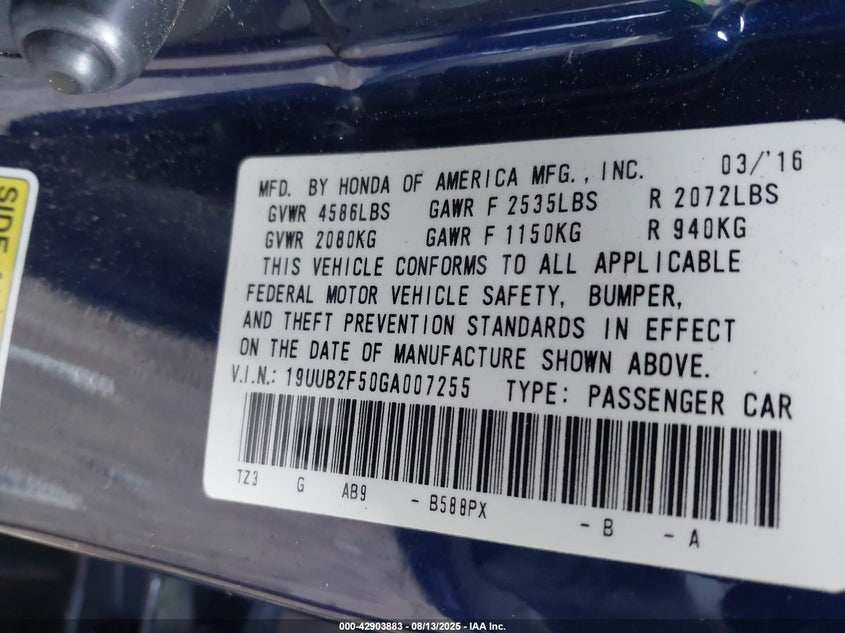 SIDE
MFD. BY HONDA OF AMERICA MFG., INC. 03/'16
GVWR 4586LBS GAWR F 2535LBS R 2072LBS
GVWR 2080KG GAWR F 1150KG R 940KG
THIS VEHICLE CONFORMS TO ALL APPLICABLE
FEDERAL MOTOR VEHICLE SAFETY, BUMPER,
AND THEFT PREVENTION STANDARDS IN EFFECT
ON THE DATE OF MANUFACTURE SHOWN ABOVE.
V.I.N.: 19UUB2F50GA007255 TYPE: PASSENGER CAR
TZ3 G AB9 - B588PX - B - A
000-42903883 - 08/13/2025 - IAA Inc.